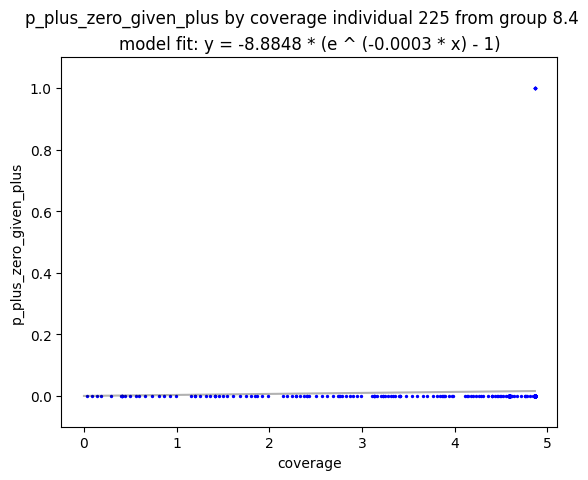 p_plus_zero_given_plus by coverage individual 225 from group 8.4
model fit: y = -8.8848 * (e ^ (-0.0003 * x) - 1)
1.0
0.8
0.6
0.4
0.2
0.0
p_plus_zero_given_plus
0 1 2 3 4 5
coverage